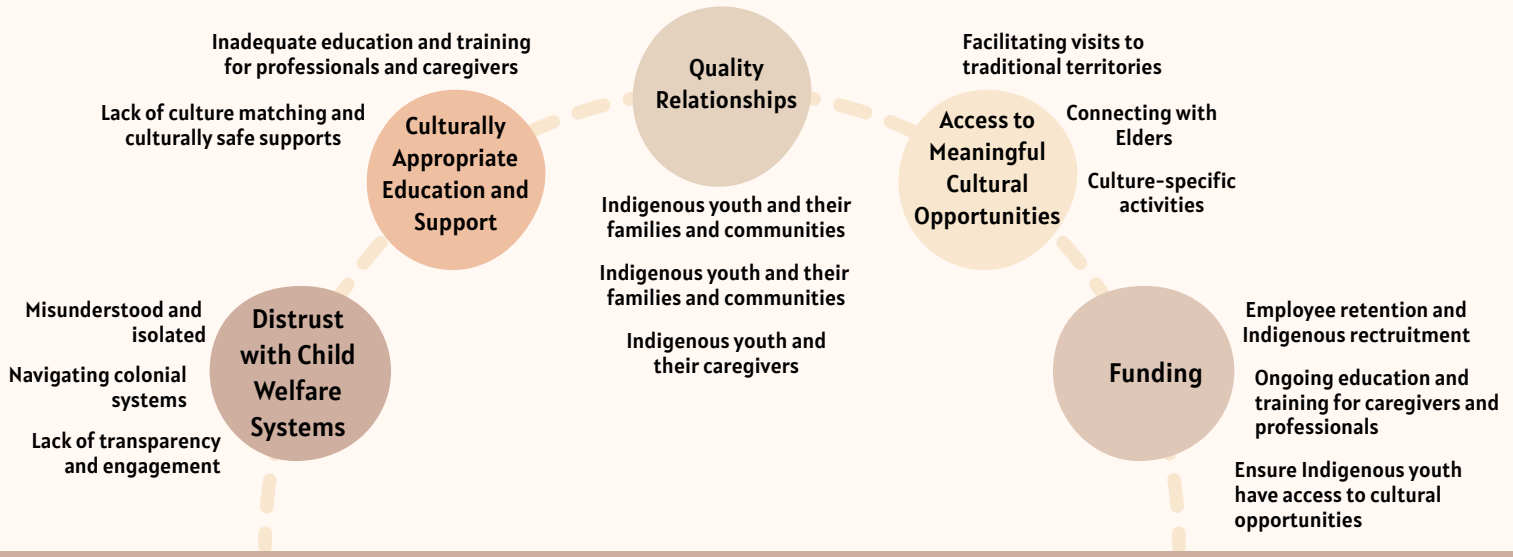 Inadequate education and training
for professionals and caregivers
Lack of culture matching and
culturally safe supports
Culturally
Appropriate
Education and
Support
Quality
Relationships
Indigenous youth and their
families and communities
Indigenous youth and their
families and communities
Indigenous youth and
their caregivers
Facilitating visits to
traditional territories
Access to
Meaningful
Cultural
Opportunities
Connecting with
Elders
Culture-specific
activities
Misunderstood and
isolated
Navigating colonial
systems
Lack of transparency
and engagement
Distrust
with Child
Welfare
Systems
Funding
Employee retention and
Indigenous rectruitment
Ongoing education and
training for caregivers and
professionals
Ensure Indigenous youth
have access to cultural
opportunities